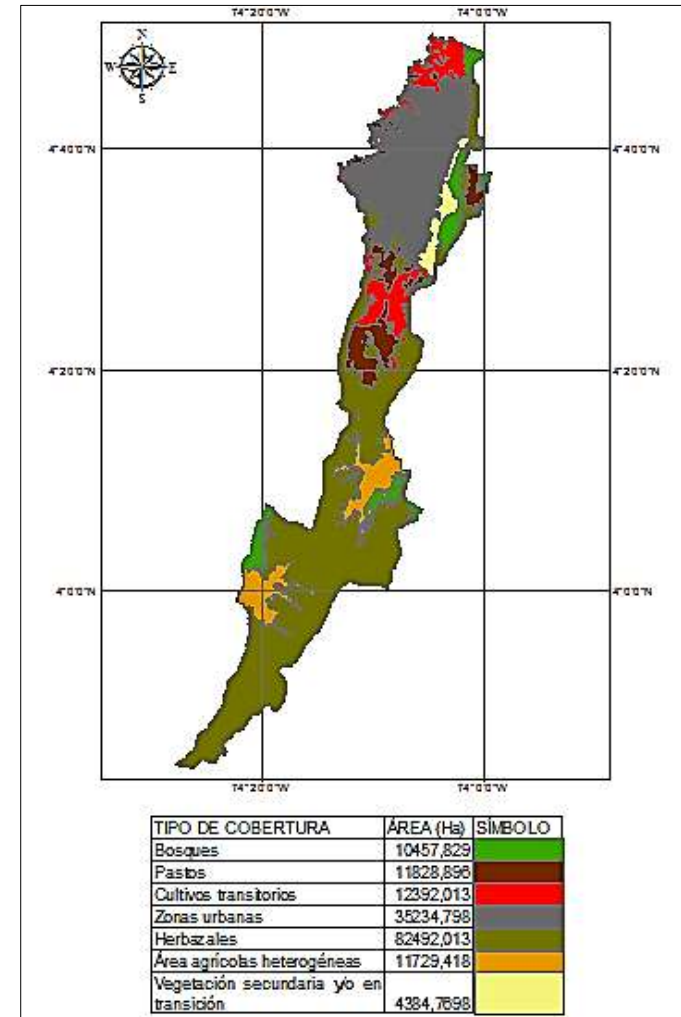 74°20'0"W 74°0'0"W
N
W E
S
4°40'0"N 4°40'0"N
4°20'0"N 4°20'0"N
4°0'0"N 4°0'0"N
74°20'0"W 74°0'0"W
TIPO DE COBERTURA ÁREA (Ha) SÍMBOLO
Bosques 10457,829
Pastos 11828,896
Cultivos transitorios 12392,013
Zonas urbanas 35234,798
Herbazales 82492,013
Área agrícolas heterogéneas 11729,418
Vegetación secundaria y/o en
transición 4384,7698